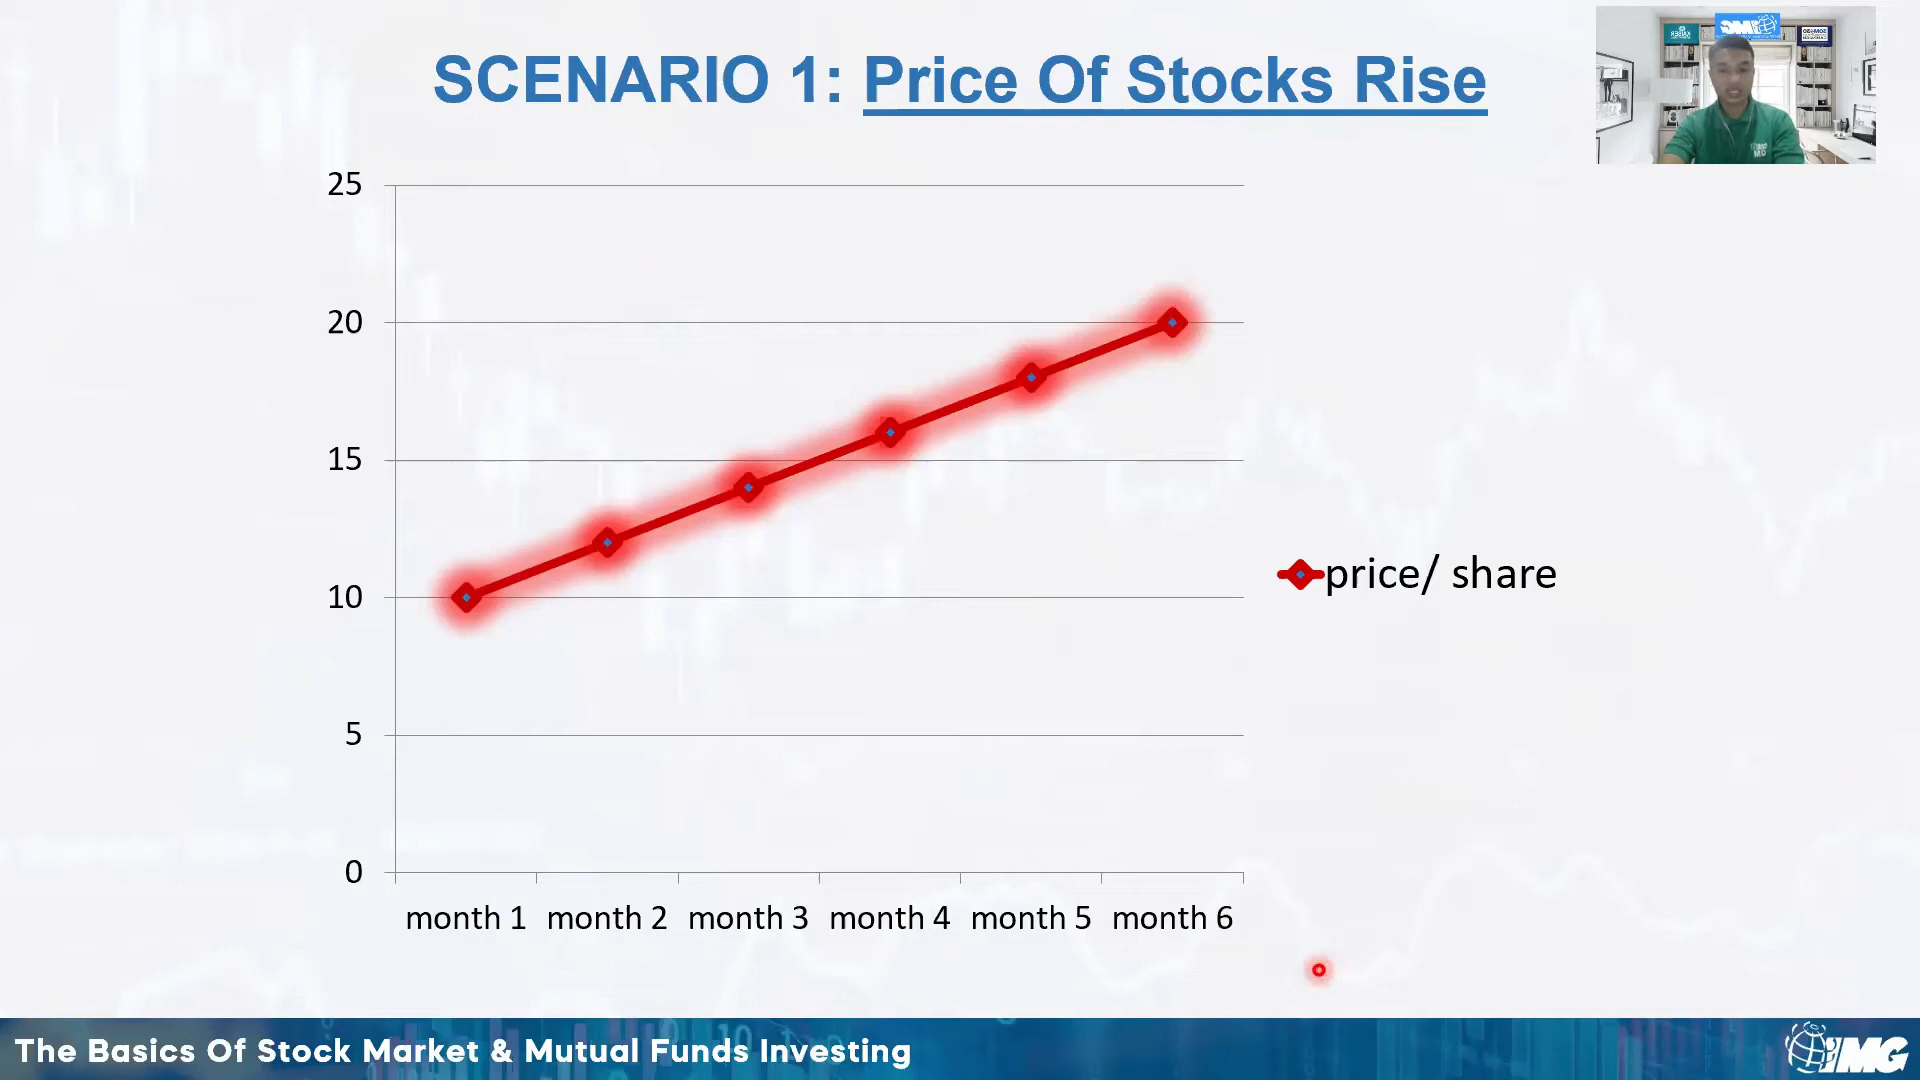 SCENARIO 1: Price Of Stocks Rise
25
20
15
10
5
0
month 1 month 2 month 3 month 4 month 5 month 6
price/ share
The Basics Of Stock Market & Mutual Funds Investing
IMG